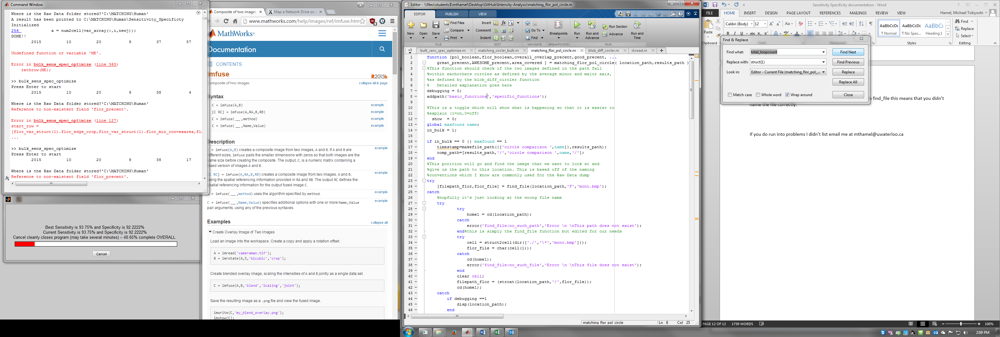 Command Window
Where is the Raw Data folder stored?'C:\MATCHING\Human'
A result has been printed to C:\MATCHING\Human\Sensitivity_Specificty
Initialized
256 a = num2cell(var_array(:,i,newj));
DONE!!
2015 10 20 9 37 57
Undefined function or variable 'ME'.
Error in bulk_sens_spec_optimize (line 363)
rethrow(ME);
>> bulk_sens_spec_optimize
Press Enter to start
2015 10 20 9 38 4
Where is the Raw Data folder stored?'C:\MATCHING\Human'
Reference to non-existent field 'flor_precent'.
Error in bulk_sens_spec_optimize (line 127)
start_row =
[flor_var_struct(1).flor_edge_crop,flor_var_struct(1).flor_min_convexarea,flo
...
>> bulk_sens_spec_optimize
Press Enter to start
2015 10 20 9 38 17
Where is the Raw Data folder stored?'C:\MATCHING\Human'
Reference to non-existent field 'flor_precent'.
fx
Best Sensitivity is 93.75% and Specificity is 92.2222%
Current Sensitivity is 93.75% and Specificity is 92.2222%
Cancel cleanly closes program (may take several minutes) -- 40.65% complete OVERALL.
Cancel
Composite of two images
Map a Network Drive on
www.mathworks.com/help/images/ref/imfuse.htm
MathWorks
Documentation
CONTENTS
imfuse
R2015b
composite of two images
collapse all in page
Syntax
C = imfuse(A,B) example
[C RC] = imfuse(A,RA,B,RB) example
C = imfuse(___,method) example
C = imfuse(___,Name,Value) example
Description
= imfuse(A,B) creates a composite image from two images, A and B. If A and B are example
different sizes, imfuse pads the smaller dimensions with zeros so that both images are the
same size before creating the composite. The output, C, is a numeric matrix containing a
fused version of images A and B.
[C RC] = imfuse(A,RA,B,RB) creates a composite image from two images, A and B, example
using the spatial referencing information provided in RA and RB. The output RC defines the
spatial referencing information for the output fused image C.
= imfuse(___,method) uses the algorithm specified by method. example
C = imfuse(___,Name,Value) specifies additional options with one or more Name,Value example
pair arguments, using any of the previous syntaxes.
Examples
collapse all
Create Overlay Image of Two Images
Load an image into the workspace. Create a copy and apply a rotation offset.
A = imread('cameraman.tif');
B = imrotate(A,5,'bicubic','crop');
Create blended overlay image, scaling the intensities of A and B jointly as a single data set.
C = imfuse(A,B,'blend','Scaling','joint');
Save the resulting image as a .png file and view the fused image.
imwrite(C,'my_blend_overlay.png');
imshow(C);
Editor - \\files\students$\mthamel\Desktop\GitHub\Intensity-Analysis\matching_flor_pol_circle.m
EDITOR PUBLISH VIEW
New Open Save Find Files Compare Print
Insert Comment Indent
Go To Find
Breakpoints
Run Run and Advance Run Section Advance Run and Time
FILE EDIT NAVIGATE BREAKPOINTS RUN
+3 bulk_sens_spec_optimize.m matching_circler_bulk.m matching_flor_pol_circle.m blob_diff_circler.m xlsread.m
1 function [pol_boolean,flor_boolean,overall_overlap_precent,good_precent, ...
2 great_precent,AWESOME_precent,area_covered ] = matching_flor_pol_circle( location_path,results_path )
3 %This function should check if the two images defined in the path fall
4 %within eachothers circles as defined by the average minor and major axis,
5 %as defined by the blob_diff_circler function
6 % Detailed explanation goes here
7 debugging = 0;
8 addpath('basic_functions','specific_functions');
9
10 %This is a toggle which will show what is happening so that it is easier to
11 %explain (1=on,0=off)
12 show = 0;
13 global maxfound name;
14 in_bulk = 1;
15
16 if in_bulk == 0 || maxfound == 1
17 timestamp=makefile_path({['circle comparison ',name]},results_path);
18 comp_path=[results_path,'/','circle comparison ',name,'/'];
19 end
20 %This porition will go and find the image that we want to look at and
21 %give us the path to this location. This is based off of the naming
22 %conventions which I know are commonly used for the Raw Data dump
23 try
24 [filepath_flor,flor_file] = find_file(location_path,'F','mono.bmp');
25 catch
26 %hopefully it's just looking at the wrong file name
27 try
28 try
29 home1 = cd(location_path);
30 catch
31 error('find_file:no_such_path','Error \n \nThis path does not exist');
32 end%this is simply the find_file function but edited for our needs
33 try
34 cell = struct2cell(dir(['./','\*','mono.bmp']));
35 flor_file = char(cell(1));
36 catch
37 cd(home1);
38 error('find_file:no_such_file','Error \n \nThis file does not exist');
39 end
40 clear cell;
41 filepath_flor = (strcat(location_path,'/',flor_file));
42 cd(home1);
43 catch
44 if debugging ==1
45 disp(location_path);
46 end
matching_flor_pol_circle Ln 8 Col 25
Sensitivity Specificity documentation - Word
FILE HOME INSERT DESIGN PAGE LAYOUT REFERENCES MAILINGS REVIEW VIEW
Hamel, Michael Tokiyoshi
Paste
Calibri (Body) 12
AaBbCcDc AaBbCcDc AaBbCc
¶ Normal ¶ No Spac... Heading 1
Find
Replace
Select
Clipboard Styles Editing
Find & Replace
Find what: total_loopcount Find Next
Replace with: struct(1) Find Previous
Look in: Editor - Current File (matching_flor_pol_... Replace
Replace All
Match case Whole word Wrap around Close
find_file this means that you didn't
name the file correctly.
If you do run into problems I didn't list email me at mthamel@uwaterloo.ca
PAGE 12 OF 12 1759 WORDS 100%
2:09 PM